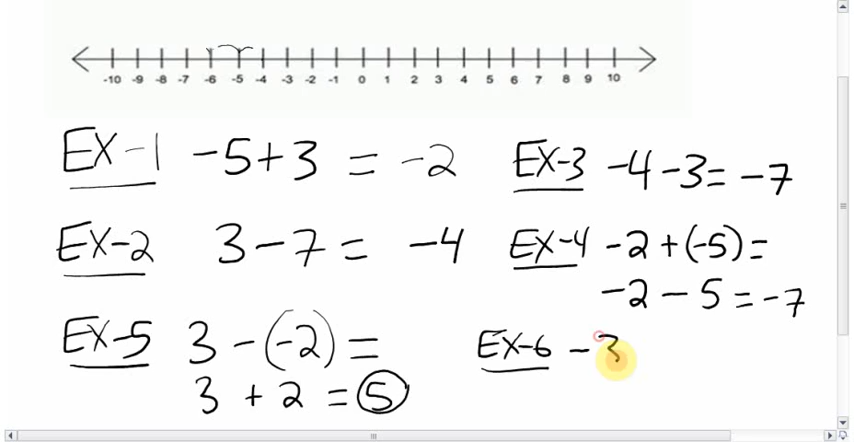 -10 -9 -8 -7 -6 -5 -4 -3 -2 -1 0 1 2 3 4 5 6 7 8 9 10
EX-1 -5+3 = -2
EX-3 -4-3= -7
EX-2 3-7= -4
EX-4 -2+(-5)=
-2-5=-7
EX-5 3-(-2)=
3+2=5
EX-6 -3